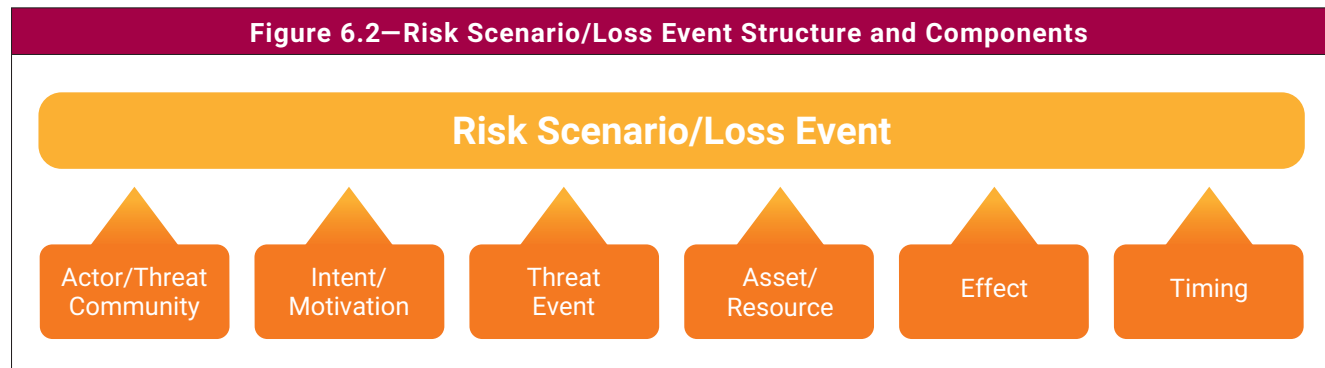 Figure 6.2—Risk Scenario/Loss Event Structure and Components
Risk Scenario/Loss Event
Actor/Threat
Community
Intent/
Motivation
Threat
Event
Asset/
Resource
Effect
Timing